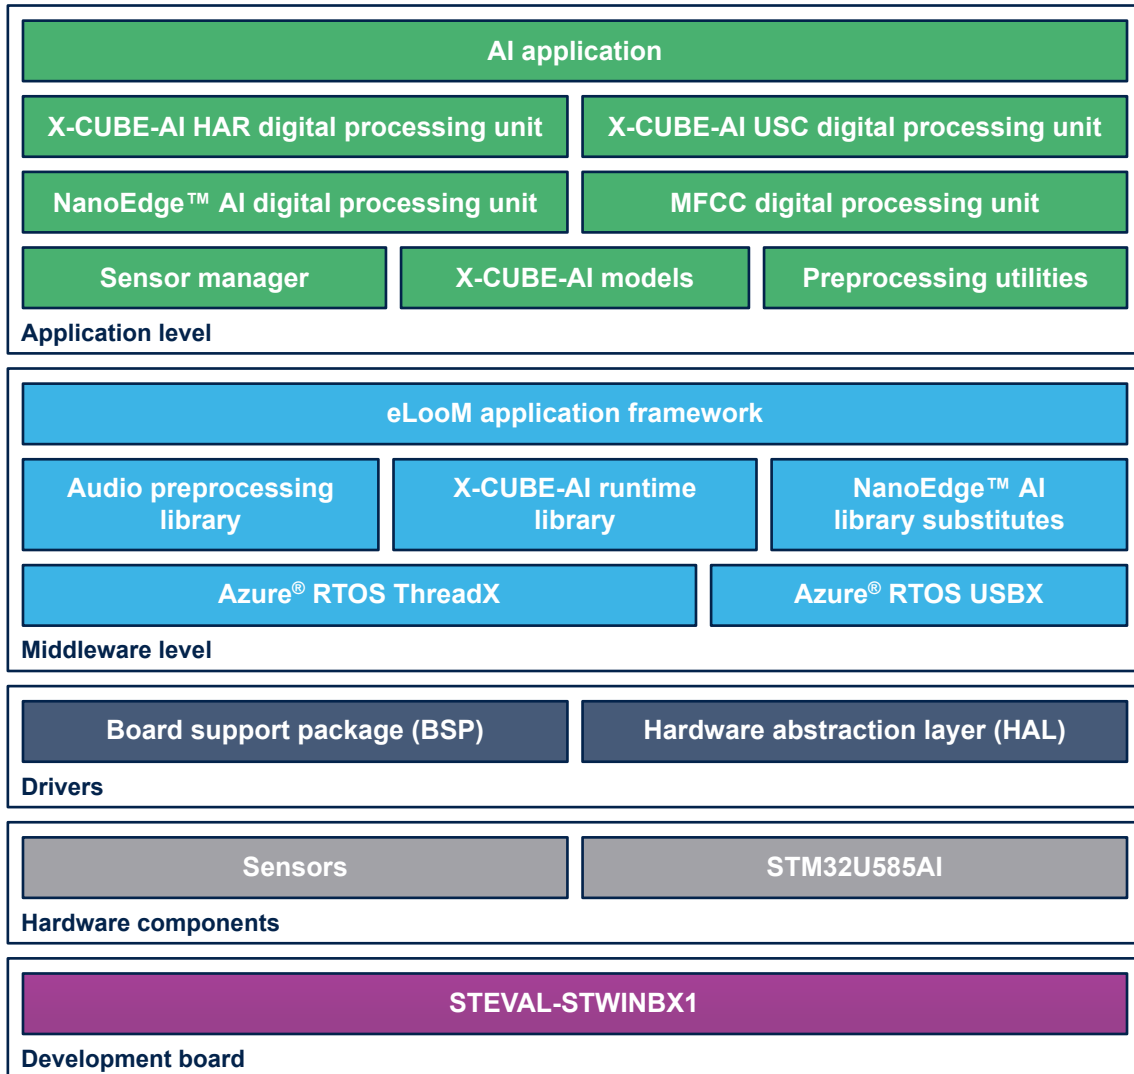 AI application
X-CUBE-AI HAR digital processing unit
X-CUBE-AI USC digital processing unit
NanoEdge™ AI digital processing unit
MFCC digital processing unit
Sensor manager
X-CUBE-AI models
Preprocessing utilities
Application level
eLooM application framework
Audio preprocessing
library
X-CUBE-AI runtime
library
NanoEdge™ AI
library substitutes
Azure® RTOS ThreadX
Azure® RTOS USBX
Middleware level
Board support package (BSP)
Hardware abstraction layer (HAL)
Drivers
Sensors
STM32U585AI
Hardware components
STEVAL-STWINBX1
Development board